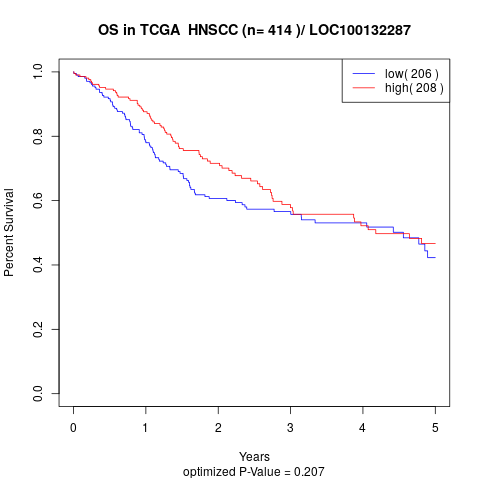 OS in TCGA  HNSCC (n= 414 )/ LOC100132287
low( 206 )
high( 208 )
Percent Survival
1.0
0.8
0.6
0.4
0.2
0.0
0 1 2 3 4 5
Years
optimized P-Value = 0.207